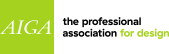 AIGA
the professional
association for design